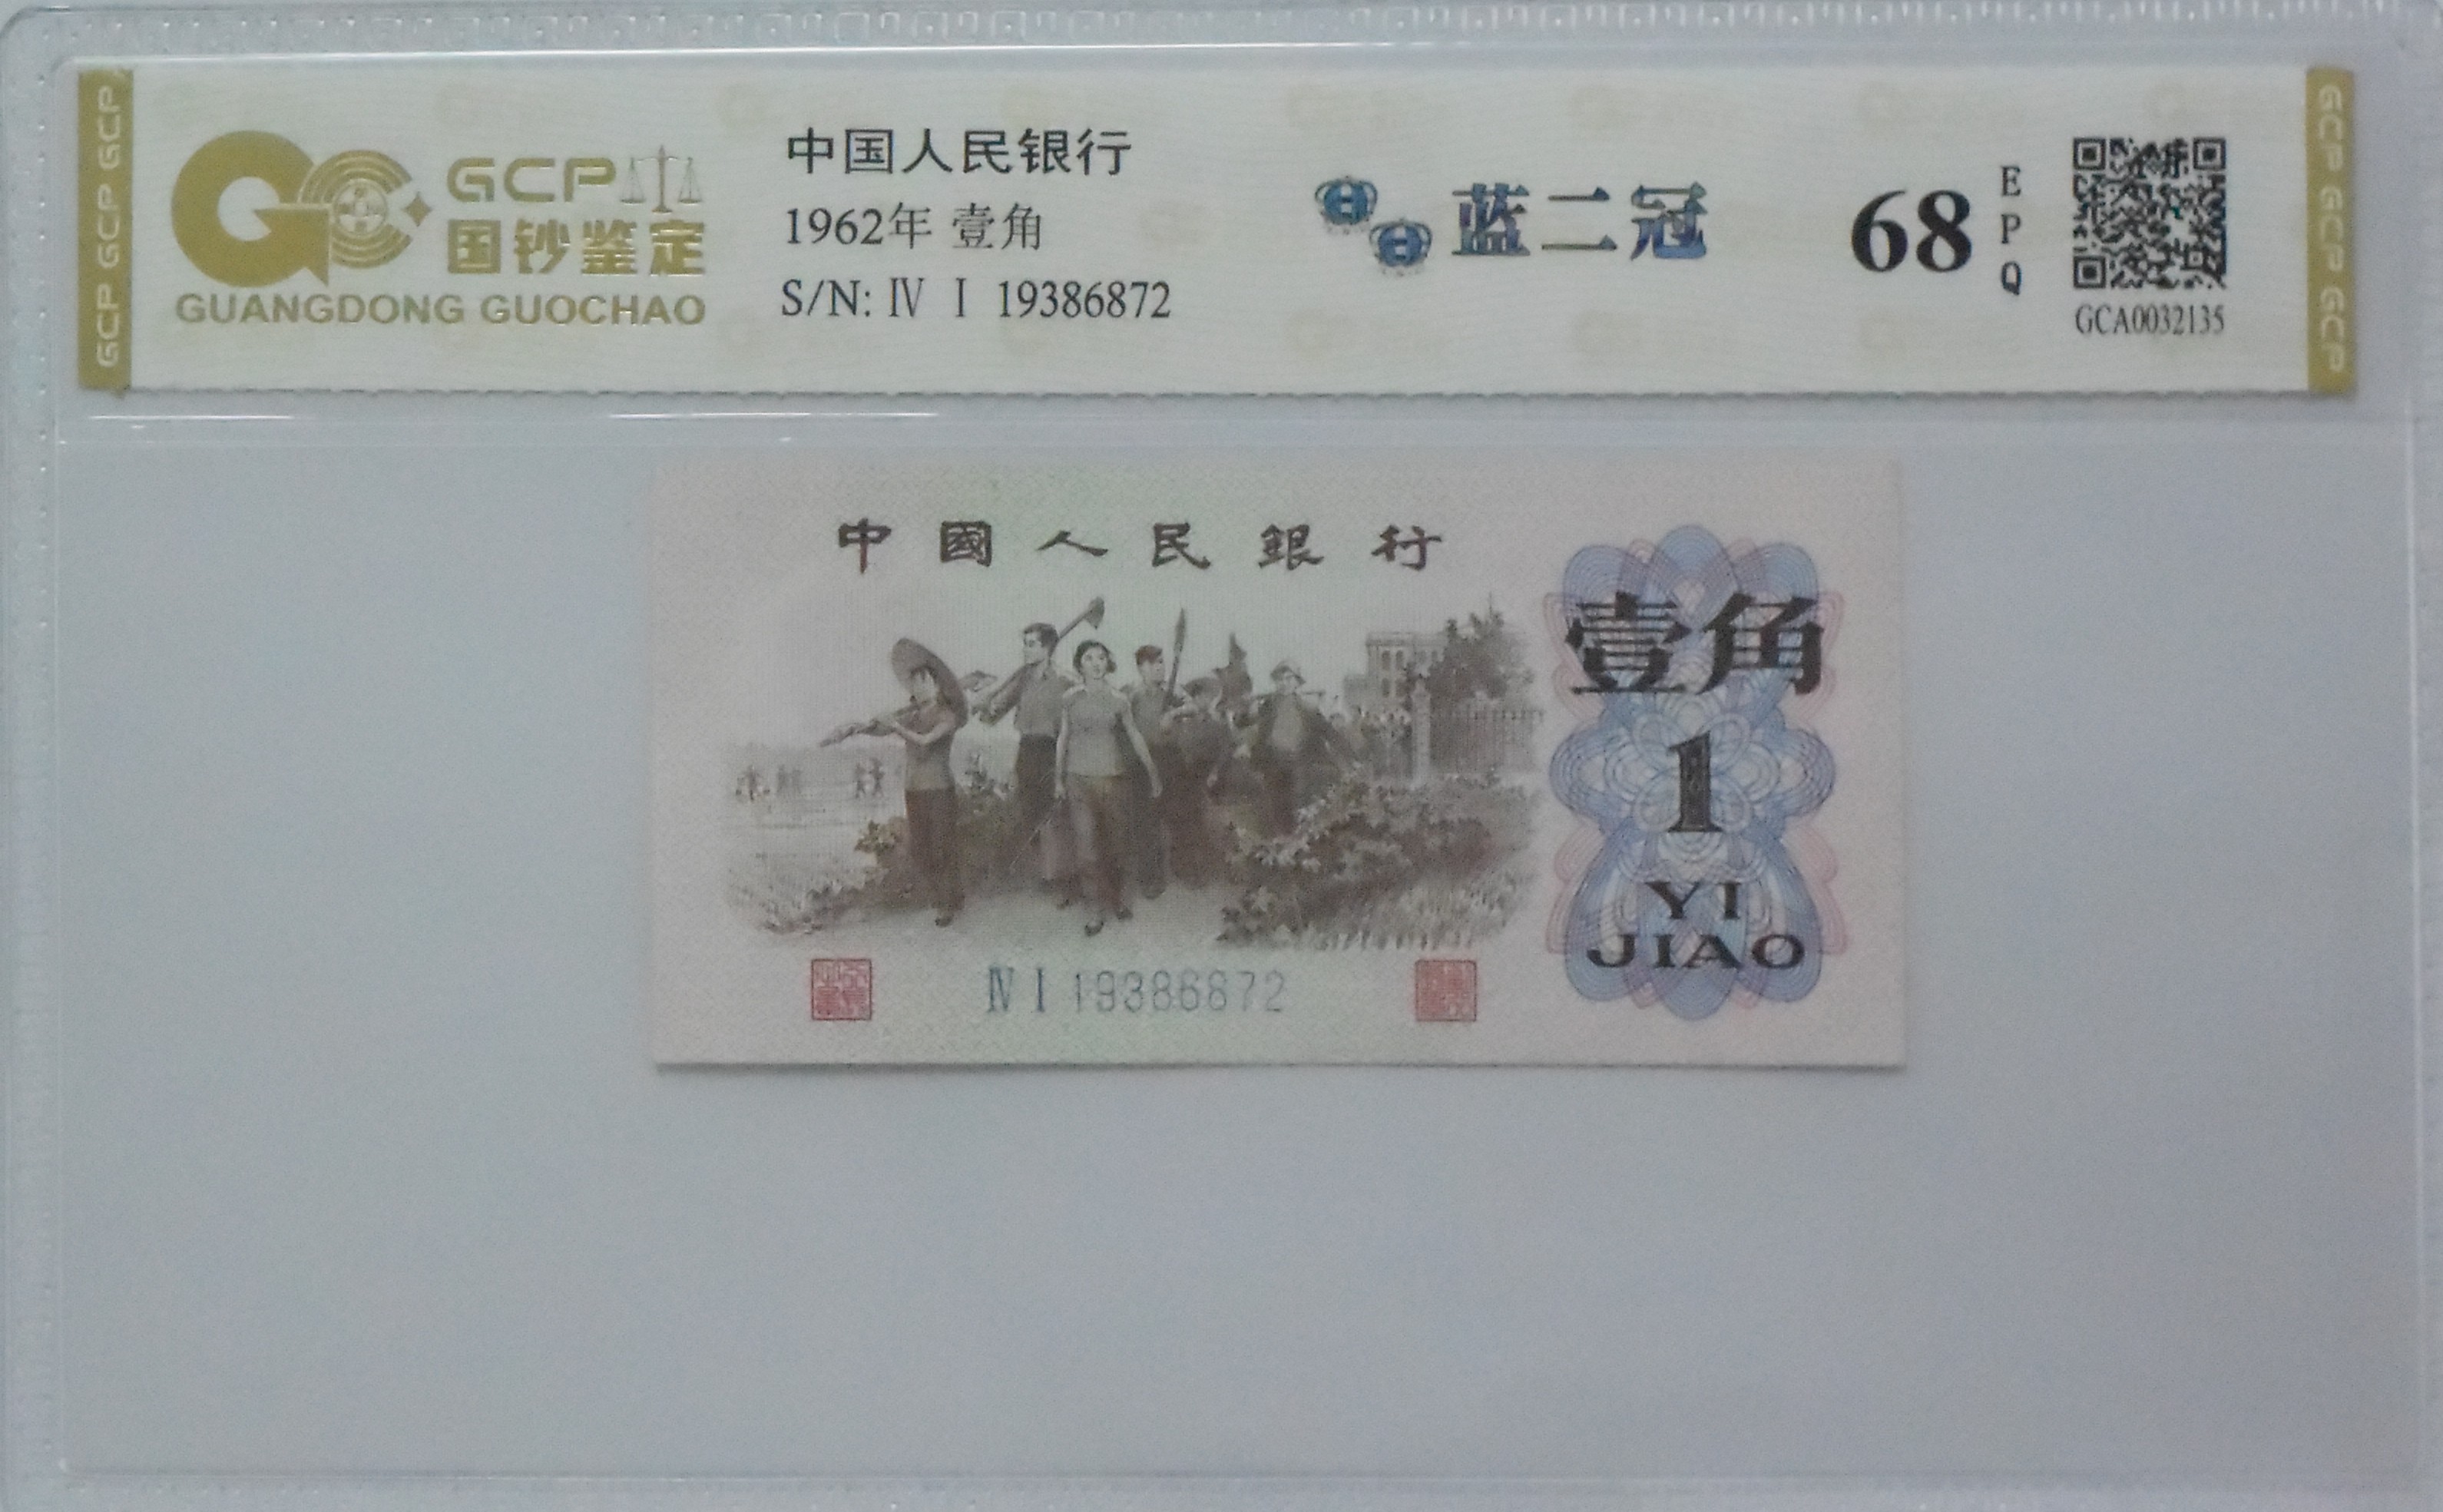 GCP GCP GCP
GCP
国钞鉴定
GUANGDONG GUOCHAO
中国人民银行
1962年 壹角
S/N: Ⅳ Ⅰ 19386872
蓝二冠
68
EPQ
GCA0032135
GCP GCP GCP
中國人民銀行
壹角
1
YI
JIAO
Ⅳ Ⅰ 19386872